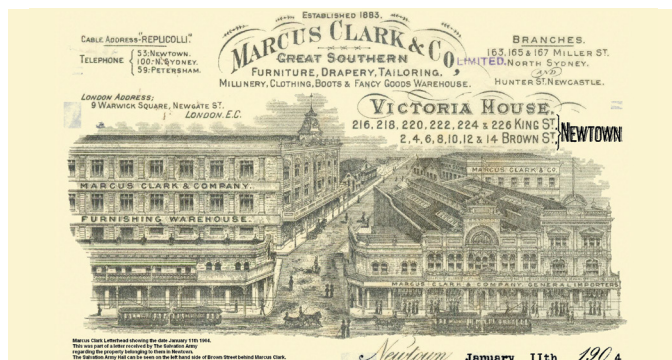 ESTABLISHED 1883.
CABLE ADDRESS "REPLICOLLI"
TELEPHONE { 53: NEWTOWN.
100: N. SYDNEY.
59: PETERSHAM.
MARCUS CLARK & CO, LIMITED.
GREAT SOUTHERN
FURNITURE, DRAPERY, TAILORING.
MILLINERY, CLOTHING, BOOTS & FANCY GOODS WAREHOUSE.
BRANCHES.
163, 165 & 167 MILLER ST.
NORTH SYDNEY.
AND
HUNTER ST. NEWCASTLE.
LONDON ADDRESS;
9 WARWICK SQUARE, NEWGATE ST.
LONDON. E.C.
VICTORIA HOUSE,
216. 218. 220. 222, 224 & 226 KING ST.
2, 4, 6, 8, 10, 12 & 14 BROWN ST.
NEWTOWN
MARCUS CLARK & COMPANY.
FURNISHING WAREHOUSE.
MARCUS CLARK & CO.
MARCUS CLARK & COMPANY GENERAL IMPORTERS
Marcus Clark Letterhead showing the date January 11th 1904.
This was part of a letter received by The Salvation Army
regarding the property belonging to them in Newtown.
The Salvation Army Hall can be seen on the left hand side of Brown Street behind Marcus Clark.
Newtown January 11th 190 4